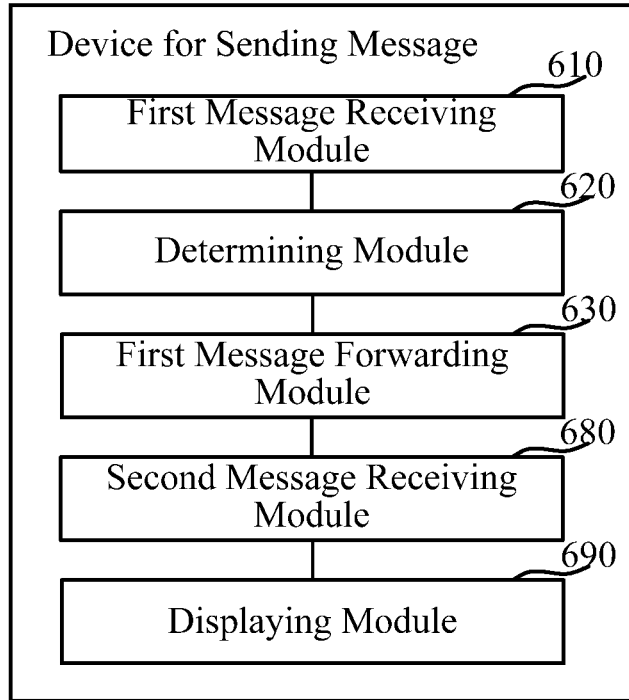 Device for Sending Message
610
First Message Receiving
Module
620
Determining Module
630
First Message Forwarding
Module
680
Second Message Receiving
Module
690
Displaying Module